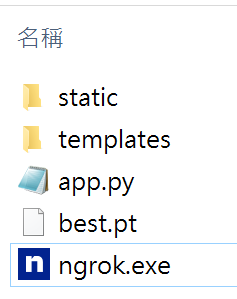 名稱
static
templates
app.py
best.pt
n ngrok.exe